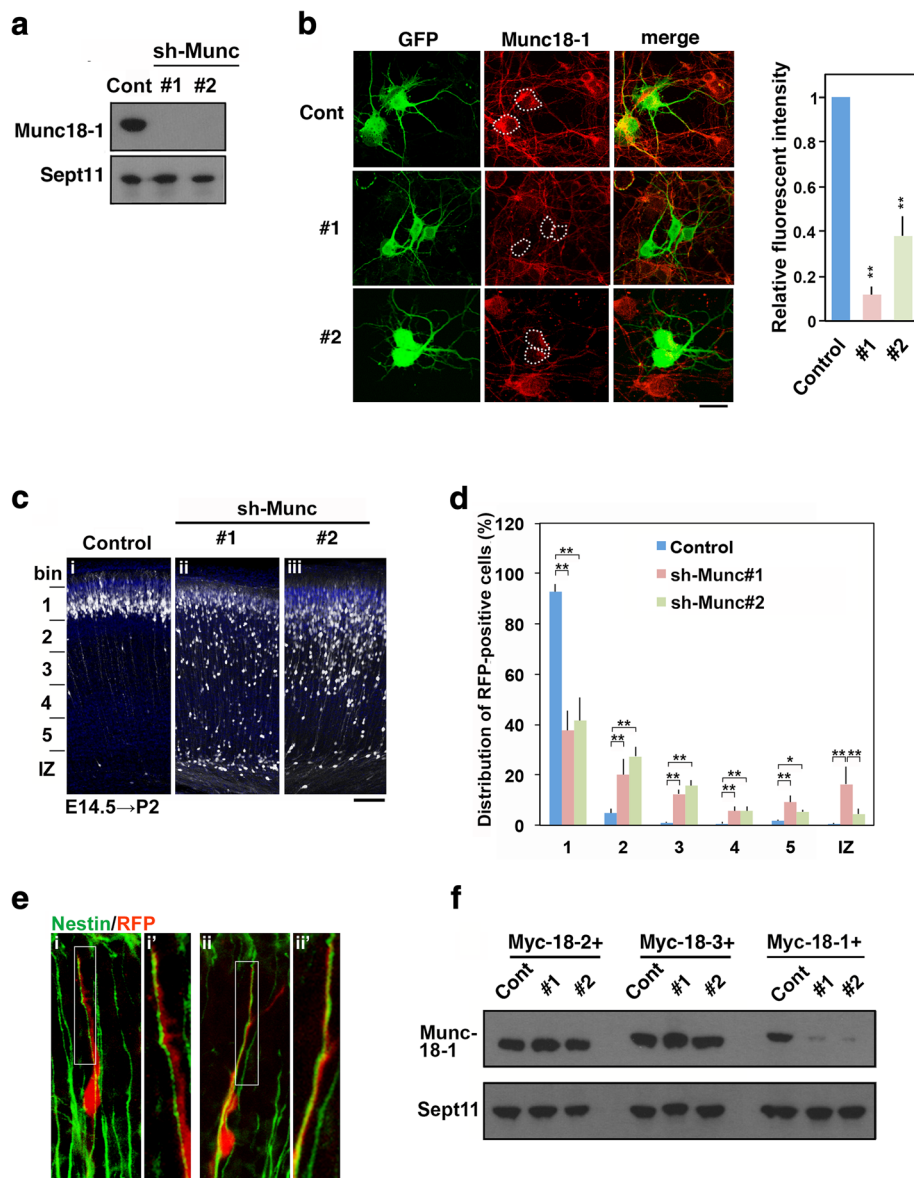 a
sh-Munc
Cont #1 #2
Munc18-1
Sept11
b
GFP Munc18-1 merge
Cont
#1
#2
Relative fluorescent intensity
1
0.8
0.6
0.4
0.2
0
**
**
Control #1 #2
c
sh-Munc
Control #1 #2
bin
1
2
3
4
5
IZ
i ii iii
E14.5→P2
d
Distribution of RFP-positive cells (%)
120
100
80
60
40
20
0
Control
sh-Munc#1
sh-Munc#2
** **
** **
** **
** **
** *
** **
1 2 3 4 5 IZ
e
Nestin/RFP
i i’ ii ii’
f
Myc-18-2+ Myc-18-3+ Myc-18-1+
Cont #1 #2 Cont #1 #2 Cont #1 #2
Munc-
18-1
Sept11